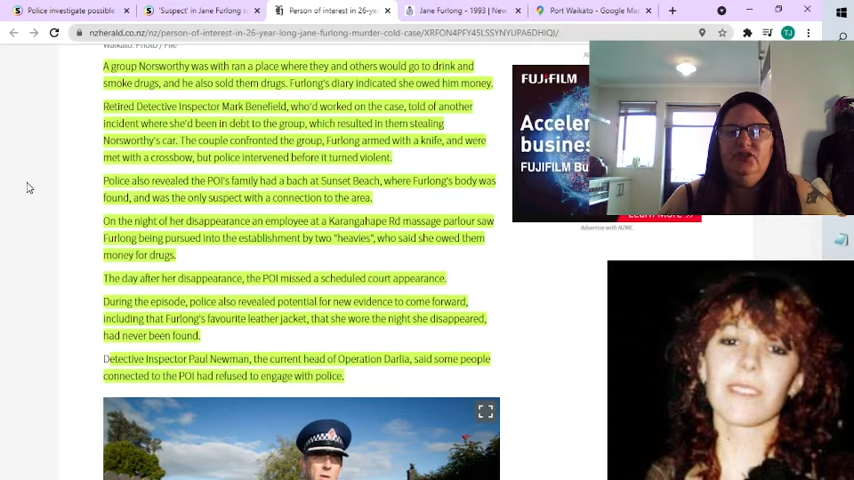 Police investigate possible
'Suspect' in Jane Furlong c
Person of interest in 26-yea
Jane Furlong - 1993 | New
Port Waikato - Google Ma
nzherald.co.nz/nz/person-of-interest-in-26-year-long-jane-furlong-murder-cold-case/XRFON4PFY45LSSYNYUPA6DHIQI/
TJ
Waikato. Photo / File
A group Norsworthy was with ran a place where they and others would go to drink and
smoke drugs, and he also sold them drugs. Furlong's diary indicated she owed him money.
Retired Detective Inspector Mark Benefield, who'd worked on the case, told of another
incident where she'd been in debt to the group, which resulted in them stealing
Norsworthy's car. The couple confronted the group, Furlong armed with a knife, and were
met with a crossbow, but police intervened before it turned violent.
Police also revealed the POI's family had a bach at Sunset Beach, where Furlong's body was
found, and was the only suspect with a connection to the area.
On the night of her disappearance an employee at a Karangahape Rd massage parlour saw
Furlong being pursued into the establishment by two "heavies", who said she owed them
money for drugs.
The day after her disappearance, the POI missed a scheduled court appearance.
During the episode, police also revealed potential for new evidence to come forward,
including that Furlong's favourite leather jacket, that she wore the night she disappeared,
had never been found.
Detective Inspector Paul Newman, the current head of Operation Darlia, said some people
connected to the POI had refused to engage with police.
FUJIFILM
Acceler
busines
FUJIFILM Bu
Learn More
Advertise with NZME.